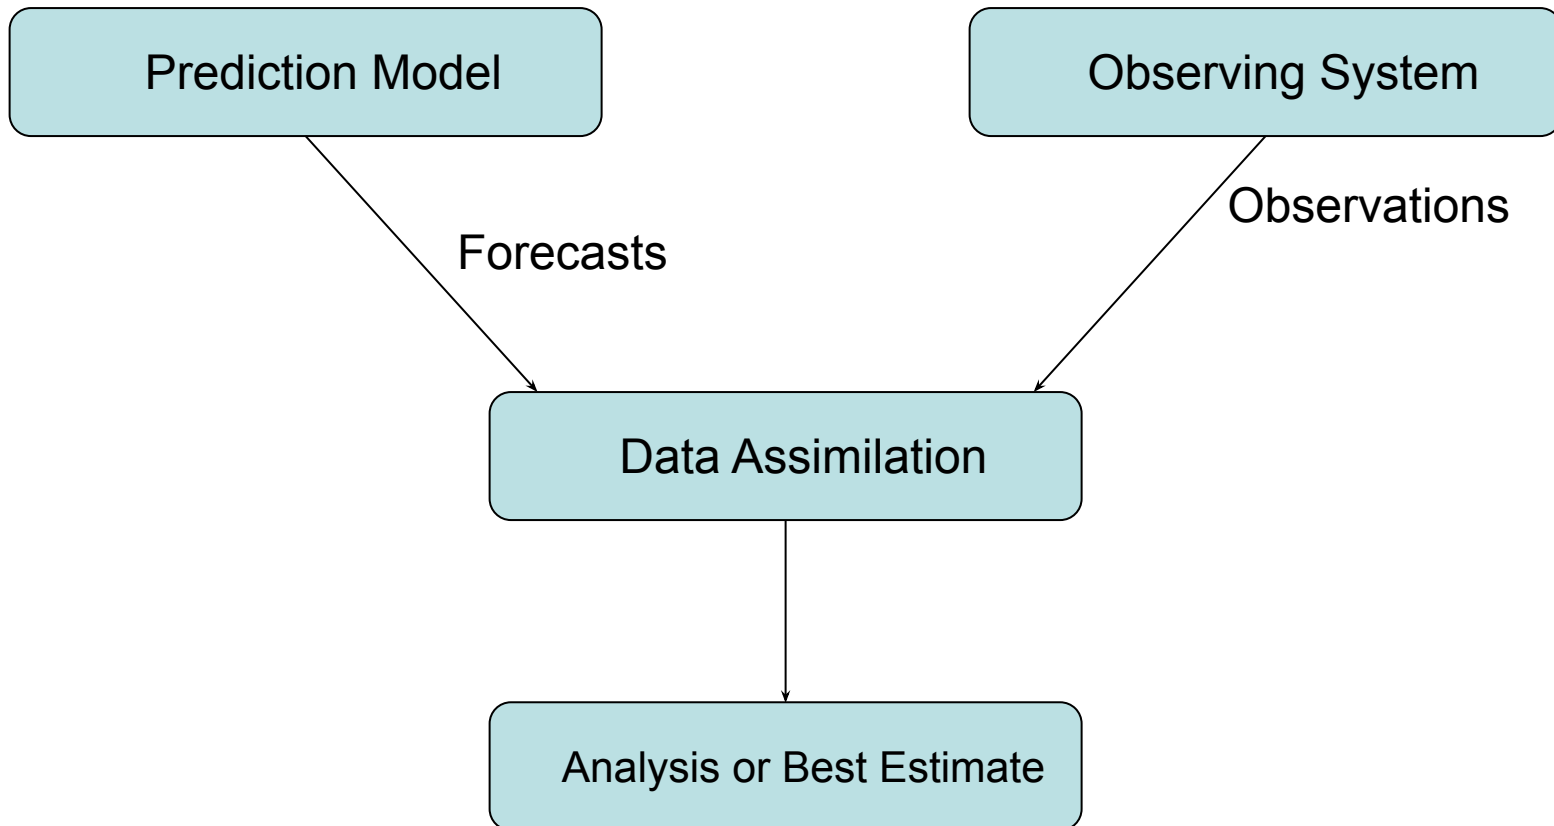 Prediction Model
Observing System
Observations
Forecasts
Data Assimilation
Analysis or Best Estimate